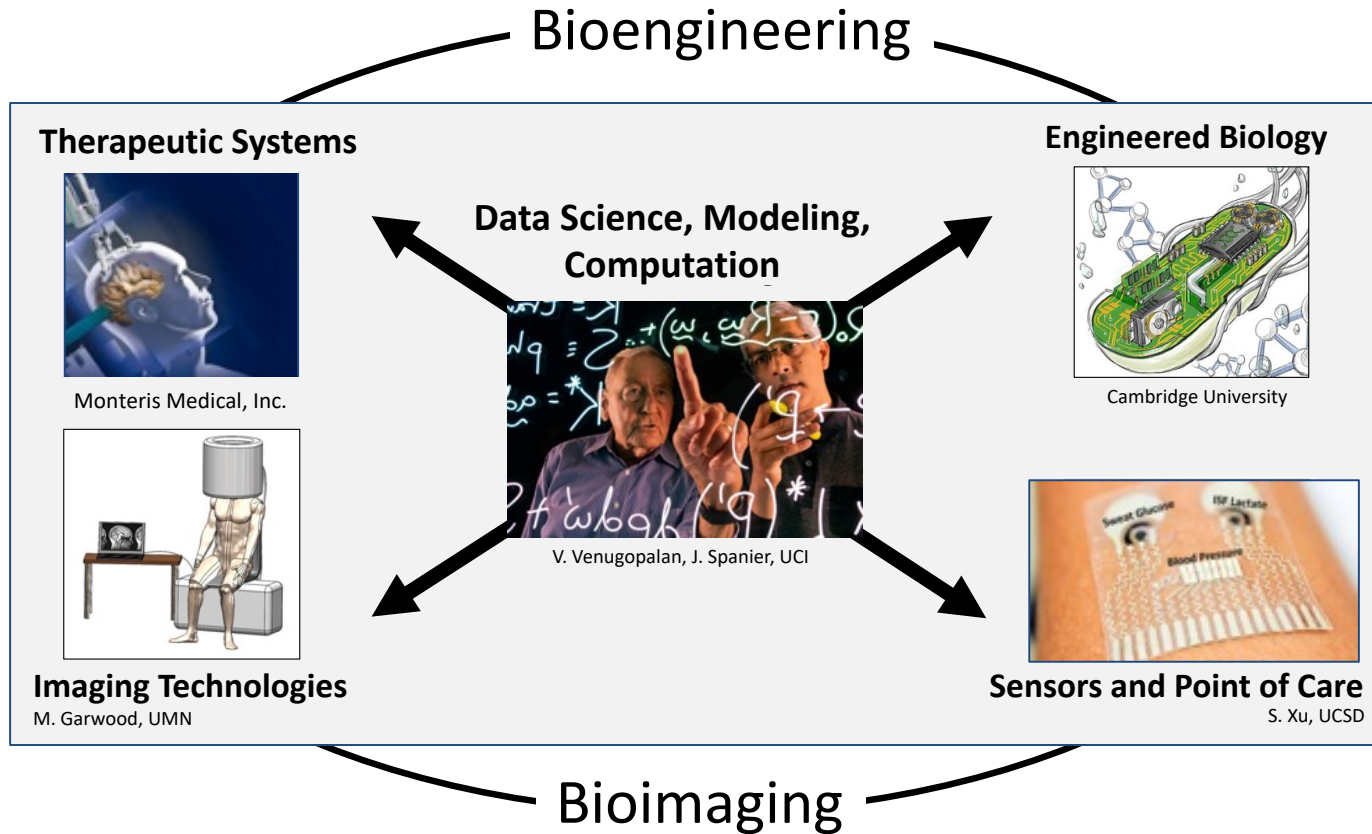 Bioengineering
Therapeutic Systems
Engineered Biology
Data Science, Modeling,
Computation
Monteris Medical, Inc.
Cambridge University
Sweat Glucose
ISF Lactate
Blood Pressure
V. Venugopalan, J. Spanier, UCI
Imaging Technologies
M. Garwood, UMN
Sensors and Point of Care
S. Xu, UCSD
Bioimaging